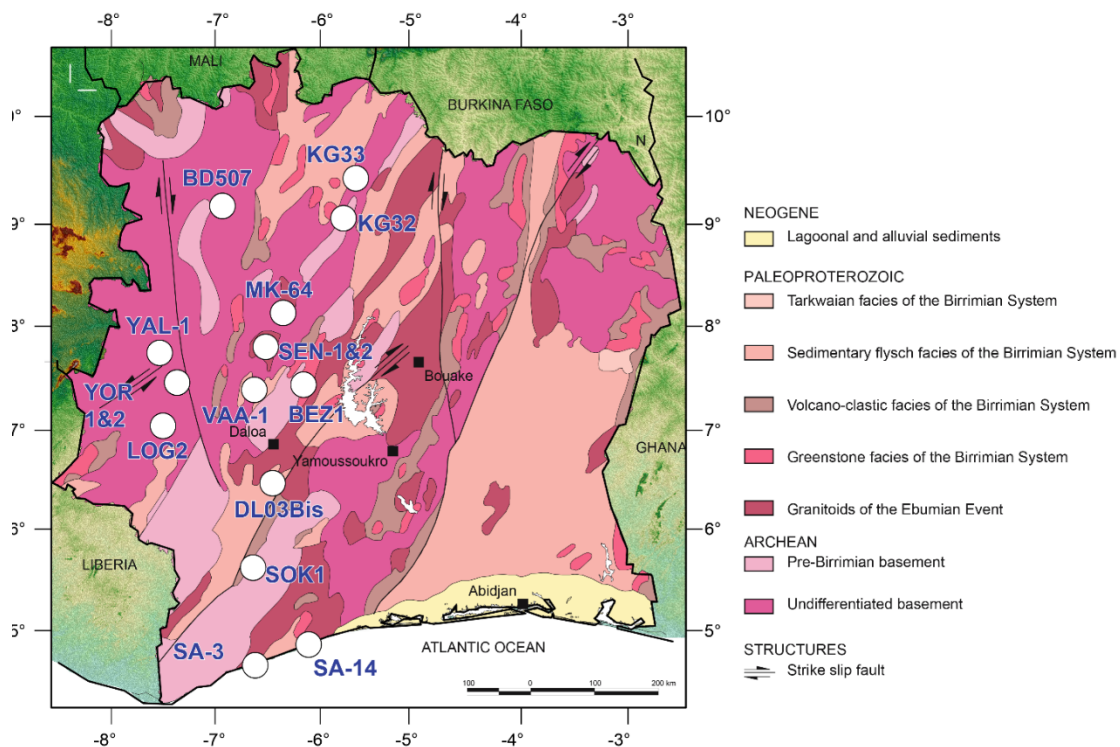 -8° -7° -6° -5° -4° -3°
MALI
BURKINA FASO
0° 10°
N
KG33
BD507
KG32
9° 9°
MK-64
8° 8°
YAL-1
SEN-1&2
Bouake
YOR
1&2
VAA-1 BEZ1
7° 7°
Daloa
LOG2
Yamoussoukro
GHANA
DL03Bis
6° 6°
LIBERIA
SOK1
Abidjan
5° 5°
SA-3
ATLANTIC OCEAN
SA-14
100 0 100 200 km
-8° -7° -6° -5° -4° -3°
NEOGENE
Lagoonal and alluvial sediments
PALEOPROTEROZOIC
Tarkwaian facies of the Birrimian System
Sedimentary flysch facies of the Birrimian System
Volcano-clastic facies of the Birrimian System
Greenstone facies of the Birrimian System
Granitoids of the Eburnian Event
ARCHEAN
Pre-Birrimian basement
Undifferentiated basement
STRUCTURES
Strike slip fault